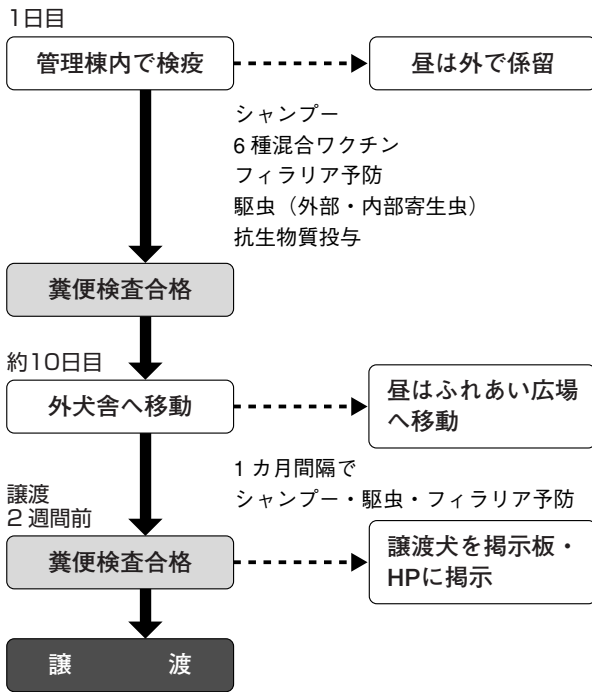 1日目
管理棟内で検疫
昼は外で係留
シャンプー
6種混合ワクチン
フィラリア予防
駆虫（外部・内部寄生虫）
抗生物質投与
糞便検査合格
約10日目
外犬舎へ移動
昼はふれあい広場
へ移動
1カ月間隔で
シャンプー・駆虫・フィラリア予防
譲渡
2週間前
糞便検査合格
譲渡犬を掲示板・
HPに掲示
譲　　　渡